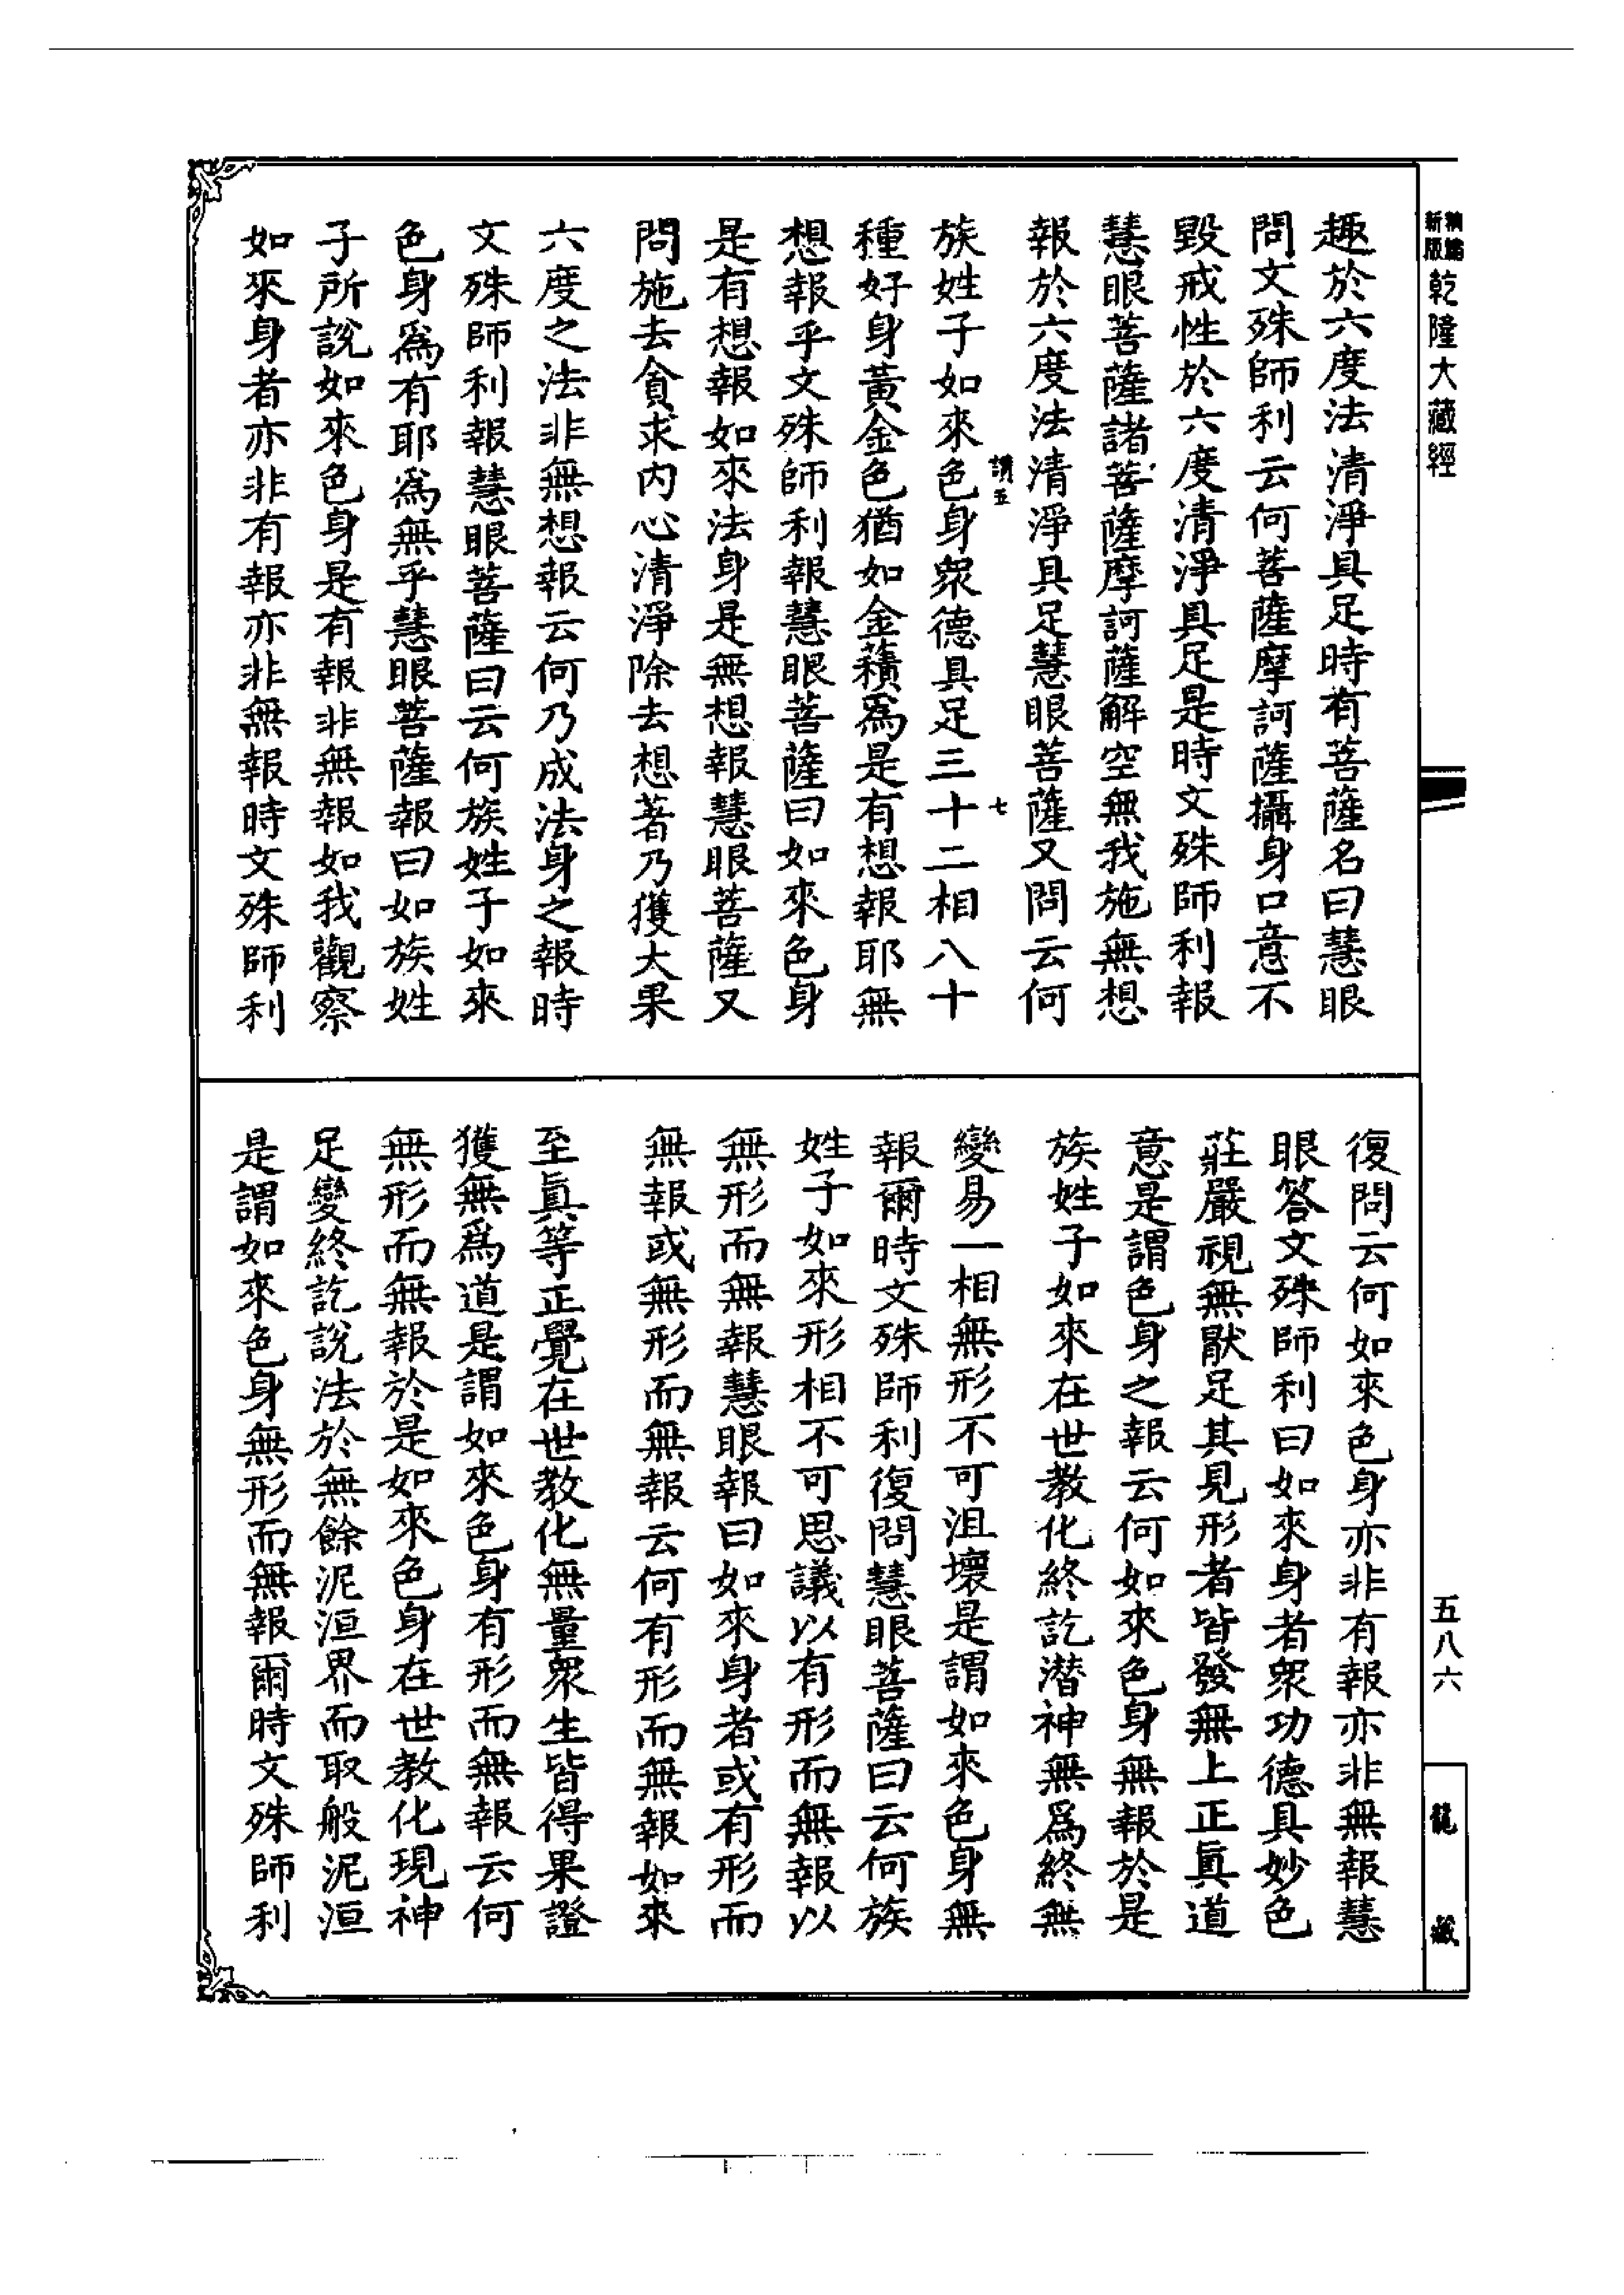 新編
精版
乾隆大藏經
趣於六度法清淨具足時有菩薩名曰慧眼
問文殊師利云何菩薩摩訶薩攝身口意不
毀戒性於六度清淨具足是時文殊師利報
慧眼菩薩諸菩薩摩訶薩解空無我施無想
報於六度法清淨具足慧眼菩薩又問云何
族姓子如來色身衆德具足三十二相八十
種好身黃金色猶如金𧂐爲是有想報耶無
想報乎文殊師利報慧眼菩薩曰如來色身
是有想報如來法身是無想報慧眼菩薩又
問施去貪求內心清淨除去想著乃獲大果
六度之法非無想報云何乃成法身之報時
文殊師利報慧眼菩薩曰云何族姓子如來
色身爲有耶爲無乎慧眼菩薩報曰如族姓
子所說如來色身是有報非無報如我觀察
如來身者亦非有報亦非無報時文殊師利
七
復問云何如來色身亦非有報亦非無報慧
眼答文殊師利曰如來身者衆功德具妙色
莊嚴視無厭足其見形者皆發無上正眞道
意是謂色身之報云何如來色身無報於是
族姓子如來在世教化終訖潛神無爲終無
變易一相無形不可沮壞是謂如來色身無
報爾時文殊師利復問慧眼菩薩曰云何族
姓子如來形相不可思議以有形而無報以
無形而無報慧眼報曰如來身者或有形而
無報或無形而無報云何有形而無報如來
至眞等正覺在世教化無量衆生皆得果證
獲無爲道是謂如來色身有形而無報云何
無形而無報於是如來色身在世教化現神
足變終訖說法於無餘泥洹界而取般泥洹
是謂如來色身無形而無報爾時文殊師利
五八六
龍藏